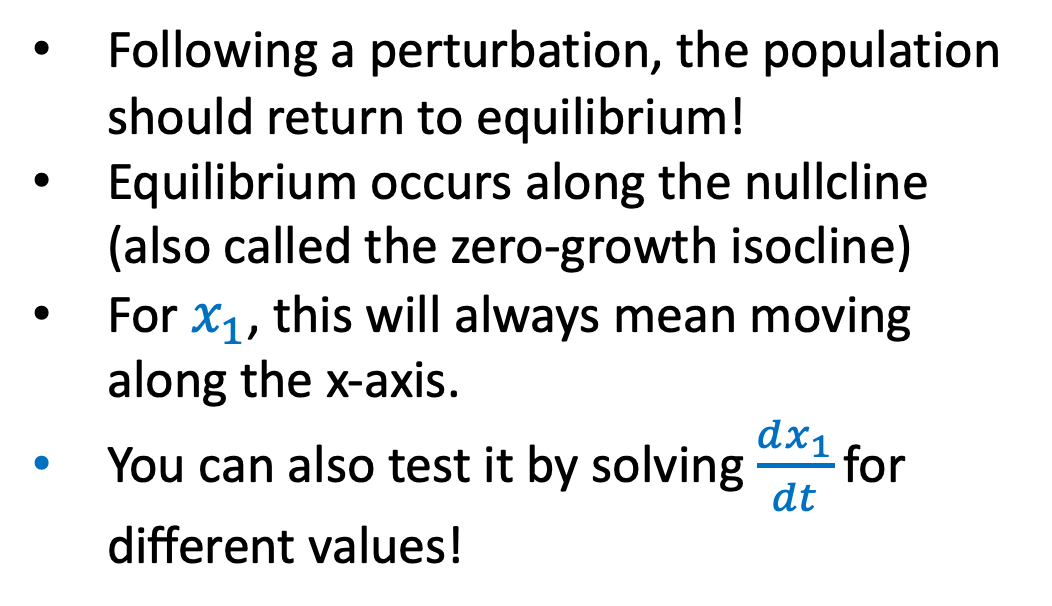 • Following a perturbation, the population
should return to equilibrium!
• Equilibrium occurs along the nullcline
(also called the zero-growth isocline)
• For x₁, this will always mean moving
along the x-axis.
• You can also test it by solving dx₁/dt for
different values!